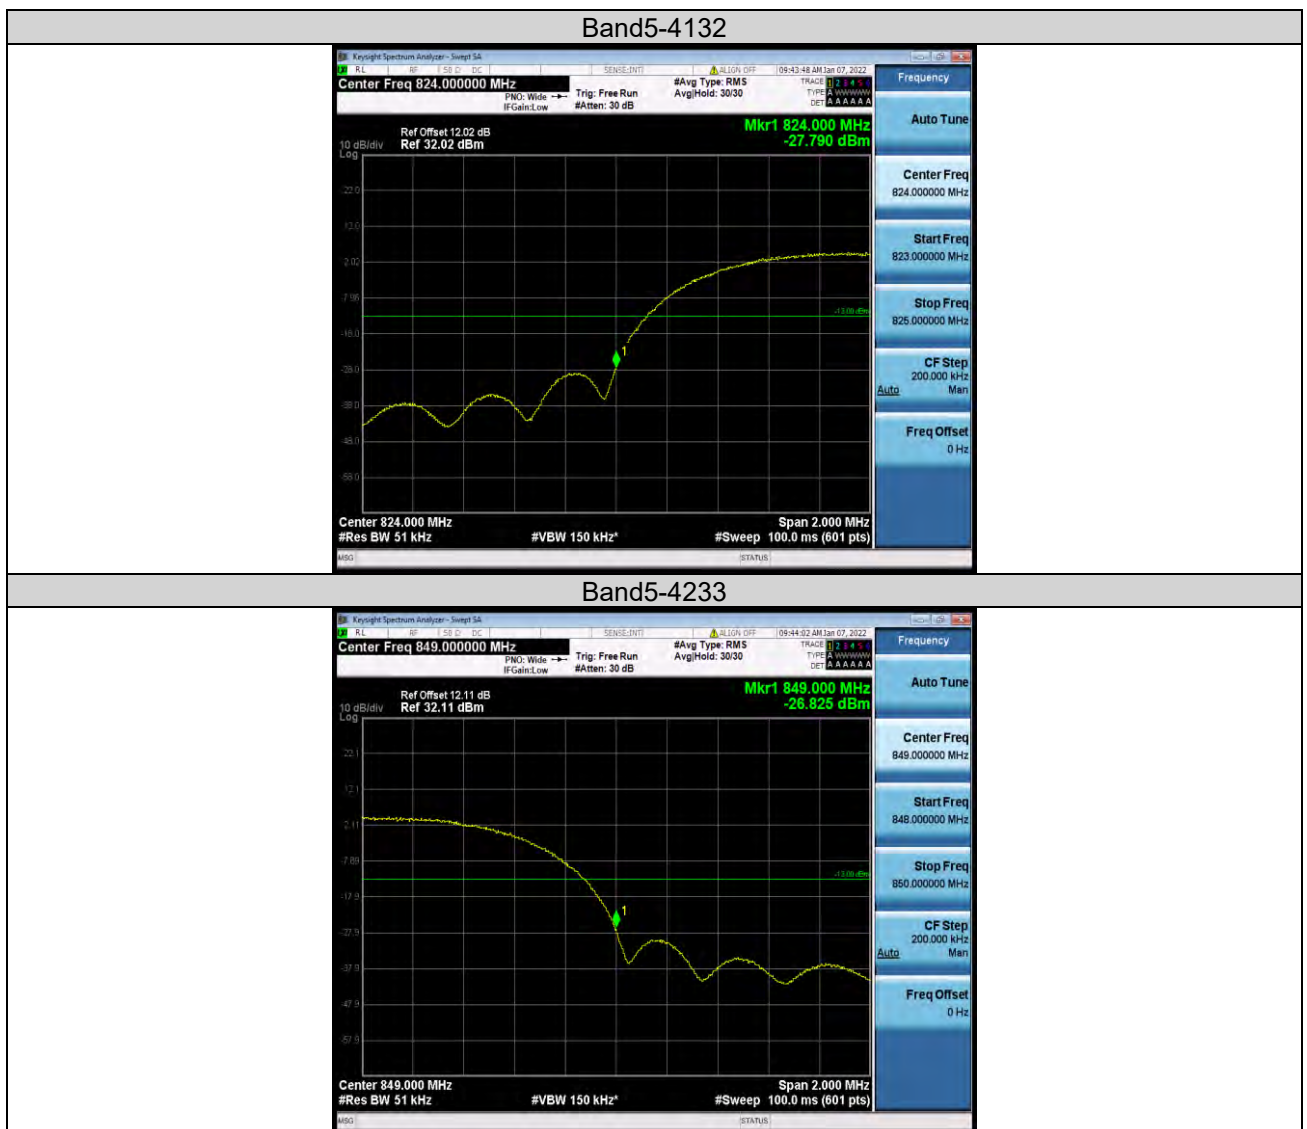 Band5-4132
Keysight Spectrum Analyzer - Swept SA
RL RF 50 Ω DC SENSE:INT ALIGN OFF 09:43:48 AM Jan 07, 2022
Center Freq 824.000000 MHz
PNO: Wide
IFGain:Low
Trig: Free Run
#Atten: 30 dB
#Avg Type: RMS
Avg|Hold: 30/30
TRACE 1 2 3 4 5 6
TYPE A WWWWW
DET A A A A A A
Mkr1 824.000 MHz
-27.790 dBm
Ref Offset 12.02 dB
10 dB/div Ref 32.02 dBm
Log
22.0
12.0
2.02
-7.98
-13.00 dBm
-18.0
1
-28.0
-38.0
-48.0
-58.0
Center 824.000 MHz Span 2.000 MHz
#Res BW 51 kHz #VBW 150 kHz* #Sweep 100.0 ms (601 pts)
MSG STATUS
Frequency
Auto Tune
Center Freq
824.000000 MHz
Start Freq
823.000000 MHz
Stop Freq
825.000000 MHz
CF Step
200.000 kHz
Auto Man
Freq Offset
0 Hz
Band5-4233
Keysight Spectrum Analyzer - Swept SA
RL RF 50 Ω DC SENSE:INT ALIGN OFF 09:44:02 AM Jan 07, 2022
Center Freq 849.000000 MHz
PNO: Wide
IFGain:Low
Trig: Free Run
#Atten: 30 dB
#Avg Type: RMS
Avg|Hold: 30/30
TRACE 1 2 3 4 5 6
TYPE A WWWWW
DET A A A A A A
Mkr1 849.000 MHz
-26.825 dBm
Ref Offset 12.11 dB
10 dB/div Ref 32.11 dBm
Log
22.1
12.1
2.11
-7.89
-13.00 dBm
-17.9
1
-27.9
-37.9
-47.9
-57.9
Center 849.000 MHz Span 2.000 MHz
#Res BW 51 kHz #VBW 150 kHz* #Sweep 100.0 ms (601 pts)
MSG STATUS
Frequency
Auto Tune
Center Freq
849.000000 MHz
Start Freq
848.000000 MHz
Stop Freq
850.000000 MHz
CF Step
200.000 kHz
Auto Man
Freq Offset
0 Hz